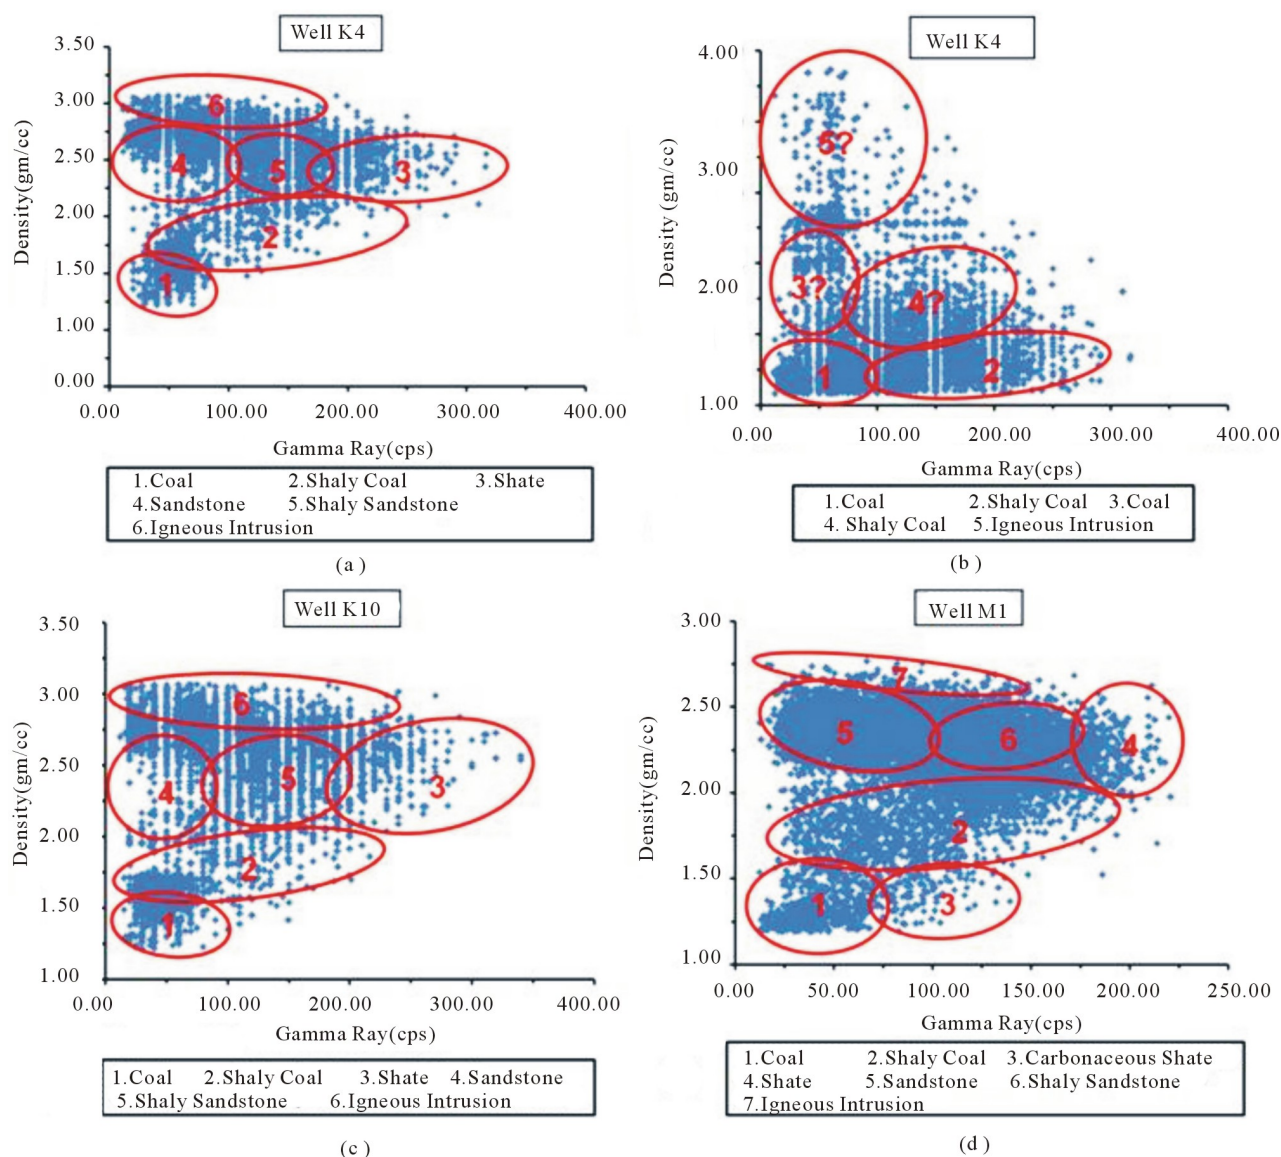 Well K4
3.50
3.00
2.50
2.00
1.50
1.00
0.00
Density(gm/cc)
6
4
5
3
2
1
0.00 100.00 200.00 300.00 400.00
Gamma Ray(cps)
1.Coal 2.Shaly Coal 3.Shate
4.Sandstone 5.Shaly Sandstone
6.Igneous Intrusion
(a)
Well K4
4.00
3.00
2.00
1.00
Density (gm/cc)
5?
3?
4?
1
2
0.00 100.00 200.00 300.00 400.00
Gamma Ray(cps)
1.Coal 2.Shaly Coal 3.Coal
4. Shaly Coal 5.Igneous Intrusion
(b)
Well K10
3.50
3.00
2.50
2.00
1.50
1.00
Density(gm/cc)
6
4
5
3
2
1
0.00 100.00 200.00 300.00 400.00
Gamma Ray(cps)
1.Coal 2.Shaly Coal 3.Shate 4.Sandstone
5.Shaly Sandstone 6.Igneous Intrusion
(c)
Well M1
3.00
2.50
2.00
1.50
1.00
Density(gm/cc)
7
5
6
4
2
1
3
0.00 50.00 100.00 150.00 200.00 250.00
Gamma Ray(cps)
1.Coal 2.Shaly Coal 3.Carbonaceous Shate
4.Shate 5.Sandstone 6.Shaly Sandstone
7.Igneous Intrusion
(d)